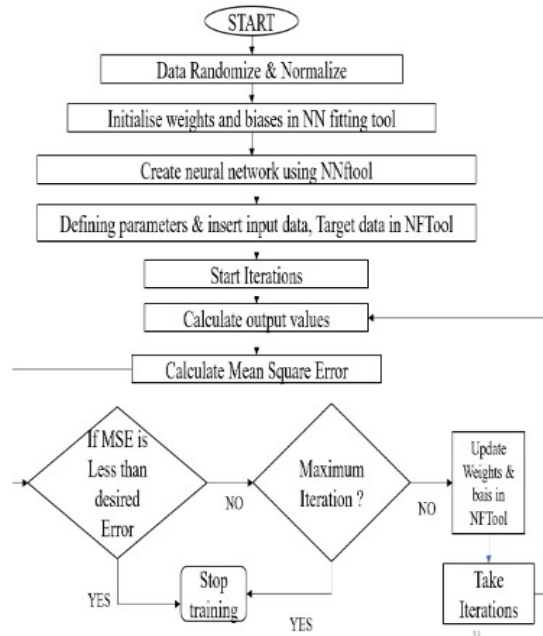 START
Data Randomize & Normalize
Initialise weights and biases in NN fitting tool
Create neural network using NNftool
Defining parameters & insert input data, Target data in NFTool
Start Iterations
Calculate output values
Calculate Mean Square Error
If MSE is
Less than
desired
Error
NO
Maximum
Iteration ?
NO
Update
Weights &
bais in
NFTool
YES
Stop
training
YES
Take
Iterations